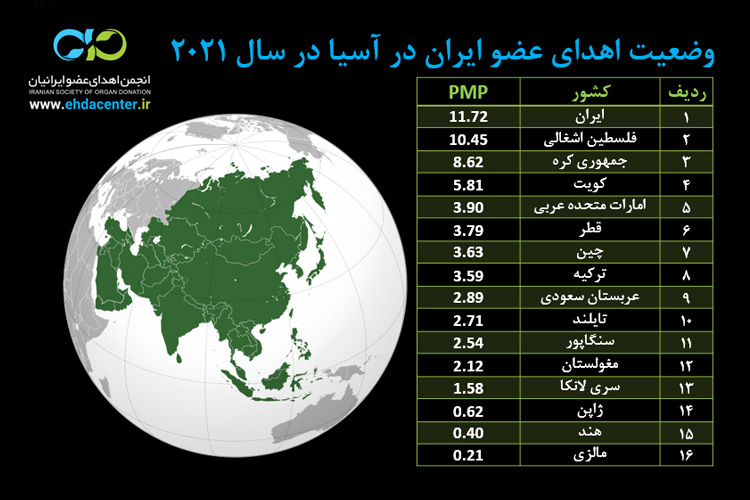 وضعیت اهدای عضو ایران در آسیا در سال ۲۰۲۱
انجمن اهدای عضو ایرانیان
IRANIAN SOCIETY OF ORGAN DONATION
www.ehdacenter.ir
ردیف کشور PMP
۱ ایران 11.72
۲ فلسطین اشغالی 10.45
۳ جمهوری کره 8.62
۴ کویت 5.81
۵ امارات متحده عربی 3.90
۶ قطر 3.79
۷ چین 3.63
۸ ترکیه 3.59
۹ عربستان سعودی 2.89
۱۰ تایلند 2.71
۱۱ سنگاپور 2.54
۱۲ مغولستان 2.12
۱۳ سری لانکا 1.58
۱۴ ژاپن 0.62
۱۵ هند 0.40
۱۶ مالزی 0.21